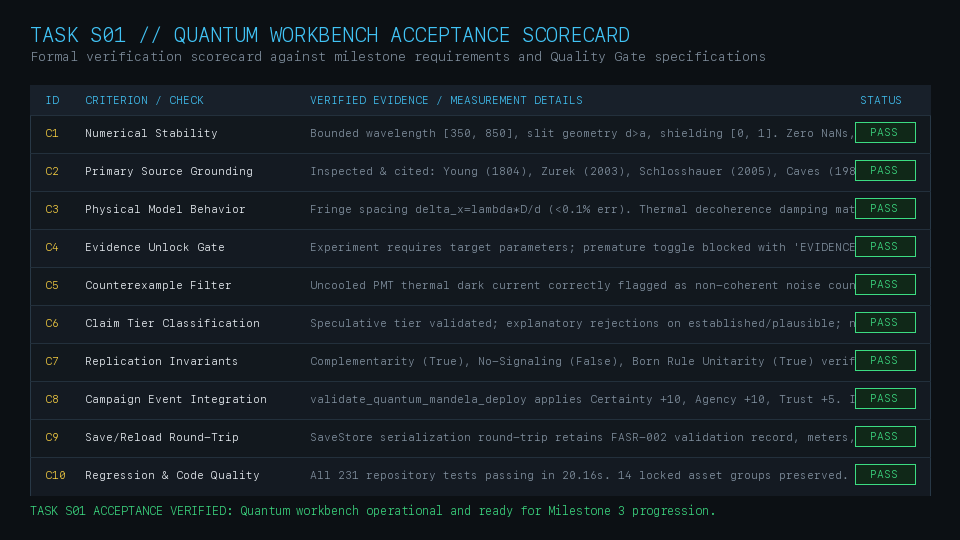 TASK S01 // QUANTUM WORKBENCH ACCEPTANCE SCORECARD
Formal verification scorecard against milestone requirements and Quality Gate specifications
ID CRITERION / CHECK VERIFIED EVIDENCE / MEASUREMENT DETAILS STATUS
C1 Numerical Stability Bounded wavelength [350, 850], slit geometry d>a, shielding [0, 1]. Zero NaNs, PASS
C2 Primary Source Grounding Inspected & cited: Young (1804), Zurek (2003), Schlosshauer (2005), Caves (198 PASS
C3 Physical Model Behavior Fringe spacing delta_x=lambda*D/d (<0.1% err). Thermal decoherence damping mat PASS
C4 Evidence Unlock Gate Experiment requires target parameters; premature toggle blocked with 'EVIDENCE PASS
C5 Counterexample Filter Uncooled PMT thermal dark current correctly flagged as non-coherent noise coun PASS
C6 Claim Tier Classification Speculative tier validated; explanatory rejections on established/plausible; n PASS
C7 Replication Invariants Complementarity (True), No-Signaling (False), Born Rule Unitarity (True) verif PASS
C8 Campaign Event Integration validate_quantum_mandela_deploy applies Certainty +10, Agency +10, Trust +5. I PASS
C9 Save/Reload Round-Trip SaveStore serialization round-trip retains FASR-002 validation record, meters, PASS
C10 Regression & Code Quality All 231 repository tests passing in 20.16s. 14 locked asset groups preserved. PASS
TASK S01 ACCEPTANCE VERIFIED: Quantum workbench operational and ready for Milestone 3 progression.